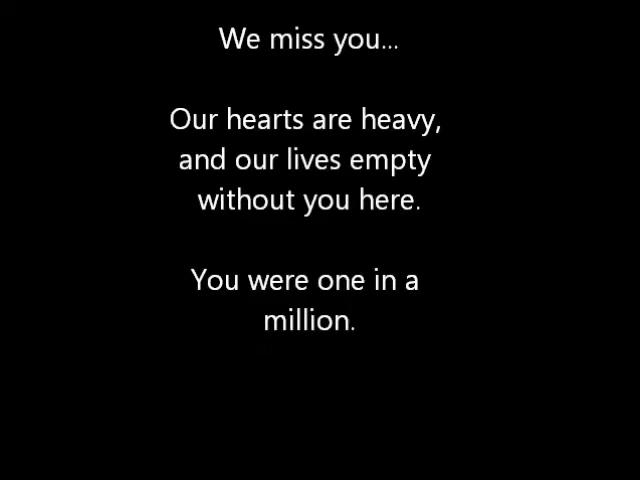 We miss you...
Our hearts are heavy,
and our lives empty
without you here.
You were one in a
million.